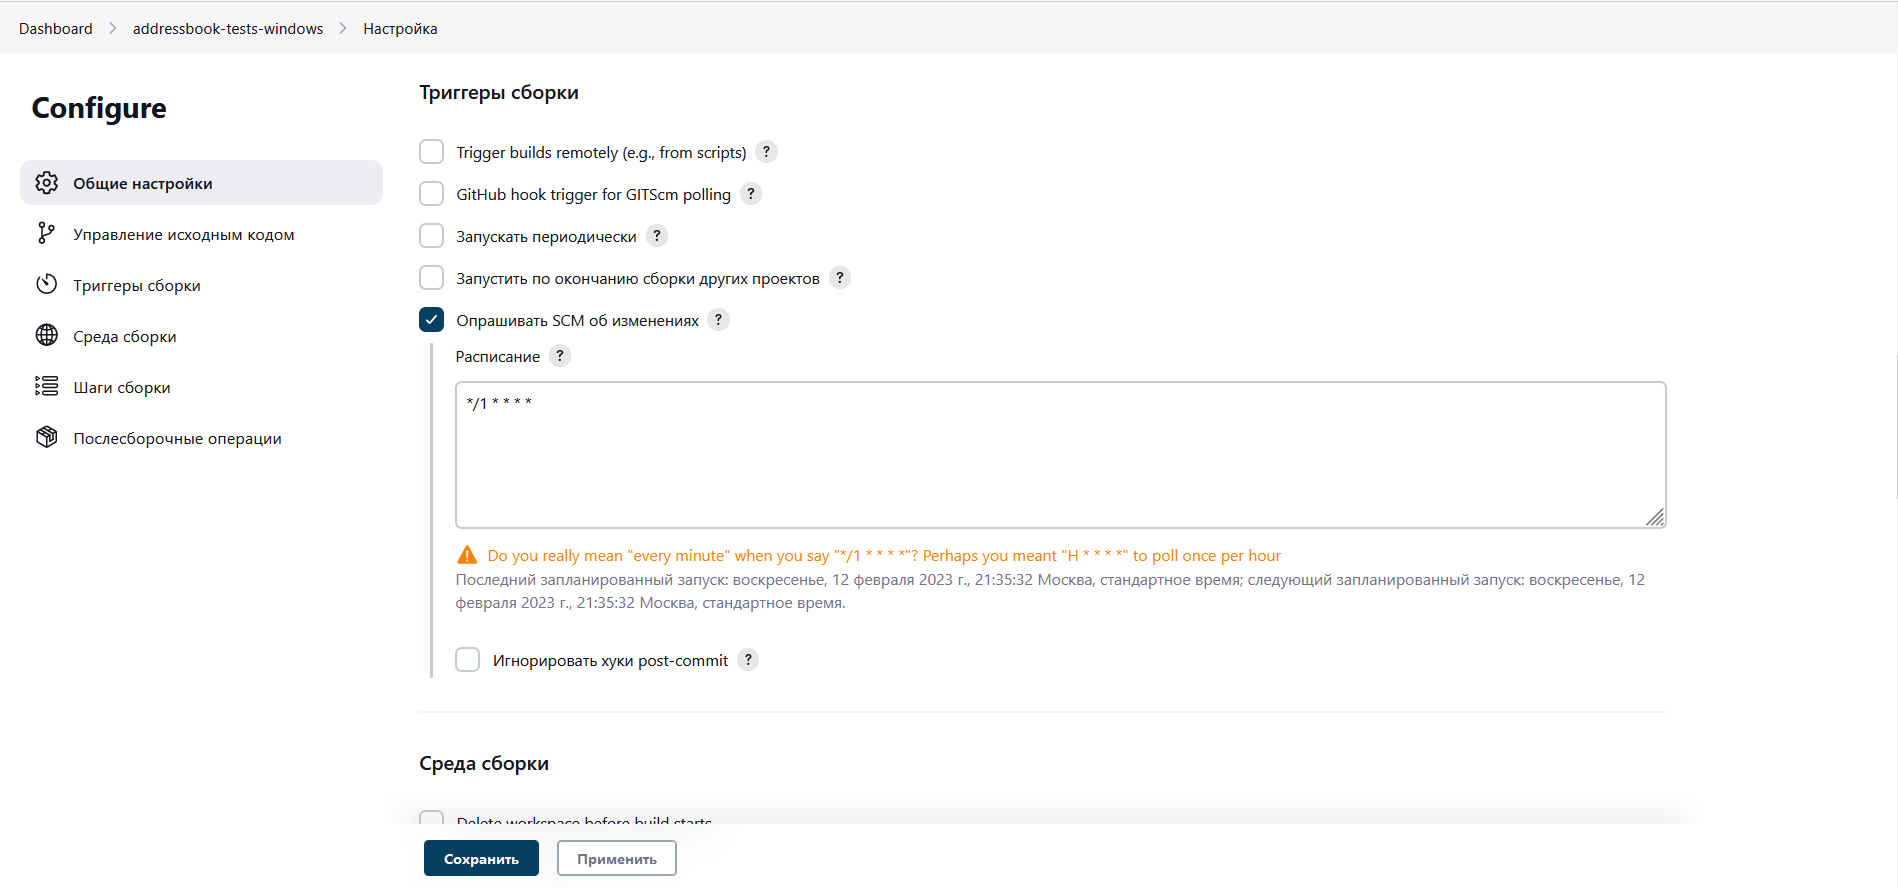 Dashboard > addressbook-tests-windows > Настройка
Configure
Общие настройки
Управление исходным кодом
Триггеры сборки
Среда сборки
Шаги сборки
Послесборочные операции
Триггеры сборки
Trigger builds remotely (e.g., from scripts) ?
GitHub hook trigger for GITScm polling ?
Запускать периодически ?
Запустить по окончанию сборки других проектов ?
Опрашивать SCM об изменениях ?
Расписание ?
*/1 * * * *
Do you really mean "every minute" when you say "*/1 * * * *"? Perhaps you meant "H * * * *" to poll once per hour
Последний запланированный запуск: воскресенье, 12 февраля 2023 г., 21:35:32 Москва, стандартное время; следующий запланированный запуск: воскресенье, 12
февраля 2023 г., 21:35:32 Москва, стандартное время.
Игнорировать хуки post-commit ?
Среда сборки
Delete workspace before build starts
Сохранить
Применить